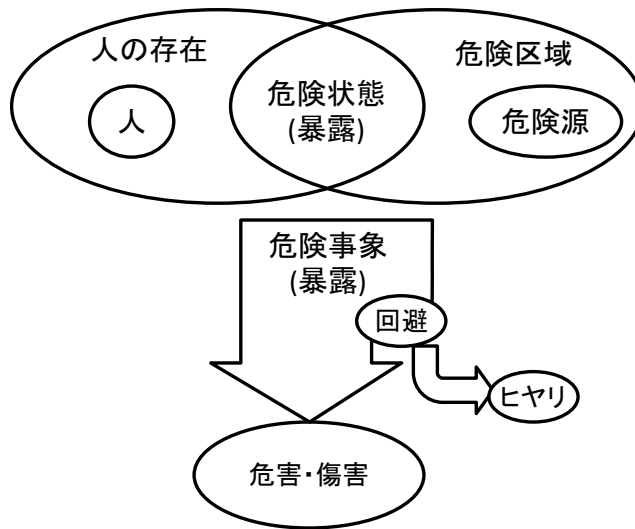 人の存在
危険区域
人
危険状態
(暴露)
危険源
危険事象
(暴露)
回避
ヒヤリ
危害・傷害